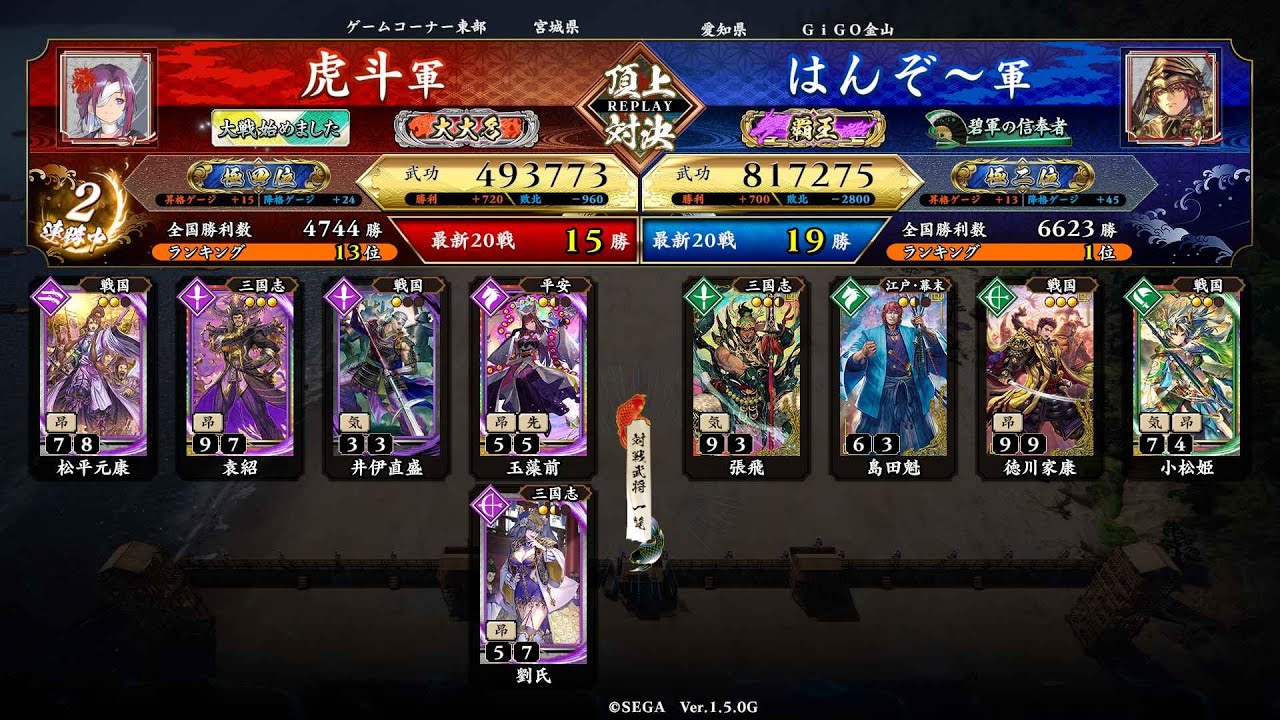 ゲームコーナー東部 宮城県
愛知県 GiGO金山
虎斗軍
頂上
REPLAY
対決
はんぞ〜軍
大戦始めました
大大名
覇王
碧軍の信奉者
極四位
昇格ゲージ +15 降格ゲージ +24
武功 493773
勝利 +720 敗北 -960
武功 817275
勝利 +700 敗北 -2800
極二位
昇格ゲージ +13 降格ゲージ +45
2
連勝中
全国勝利数 4744勝
ランキング 13位
最新20戦 15勝
最新20戦 19勝
全国勝利数 6623勝
ランキング 1位
戦国
昂
7 8
松平元康
三国志
昂
9 7
袁紹
戦国
気
3 3
井伊直盛
平安
昂 先
5 5
玉藻前
三国志
昂
5 7
劉氏
対戦武将一覧
三国志
気
9 3
張飛
江戸・幕末
6 3
島田魁
戦国
昂
9 9
徳川家康
戦国
気 昂
7 4
小松姫
©SEGA Ver.1.5.0G